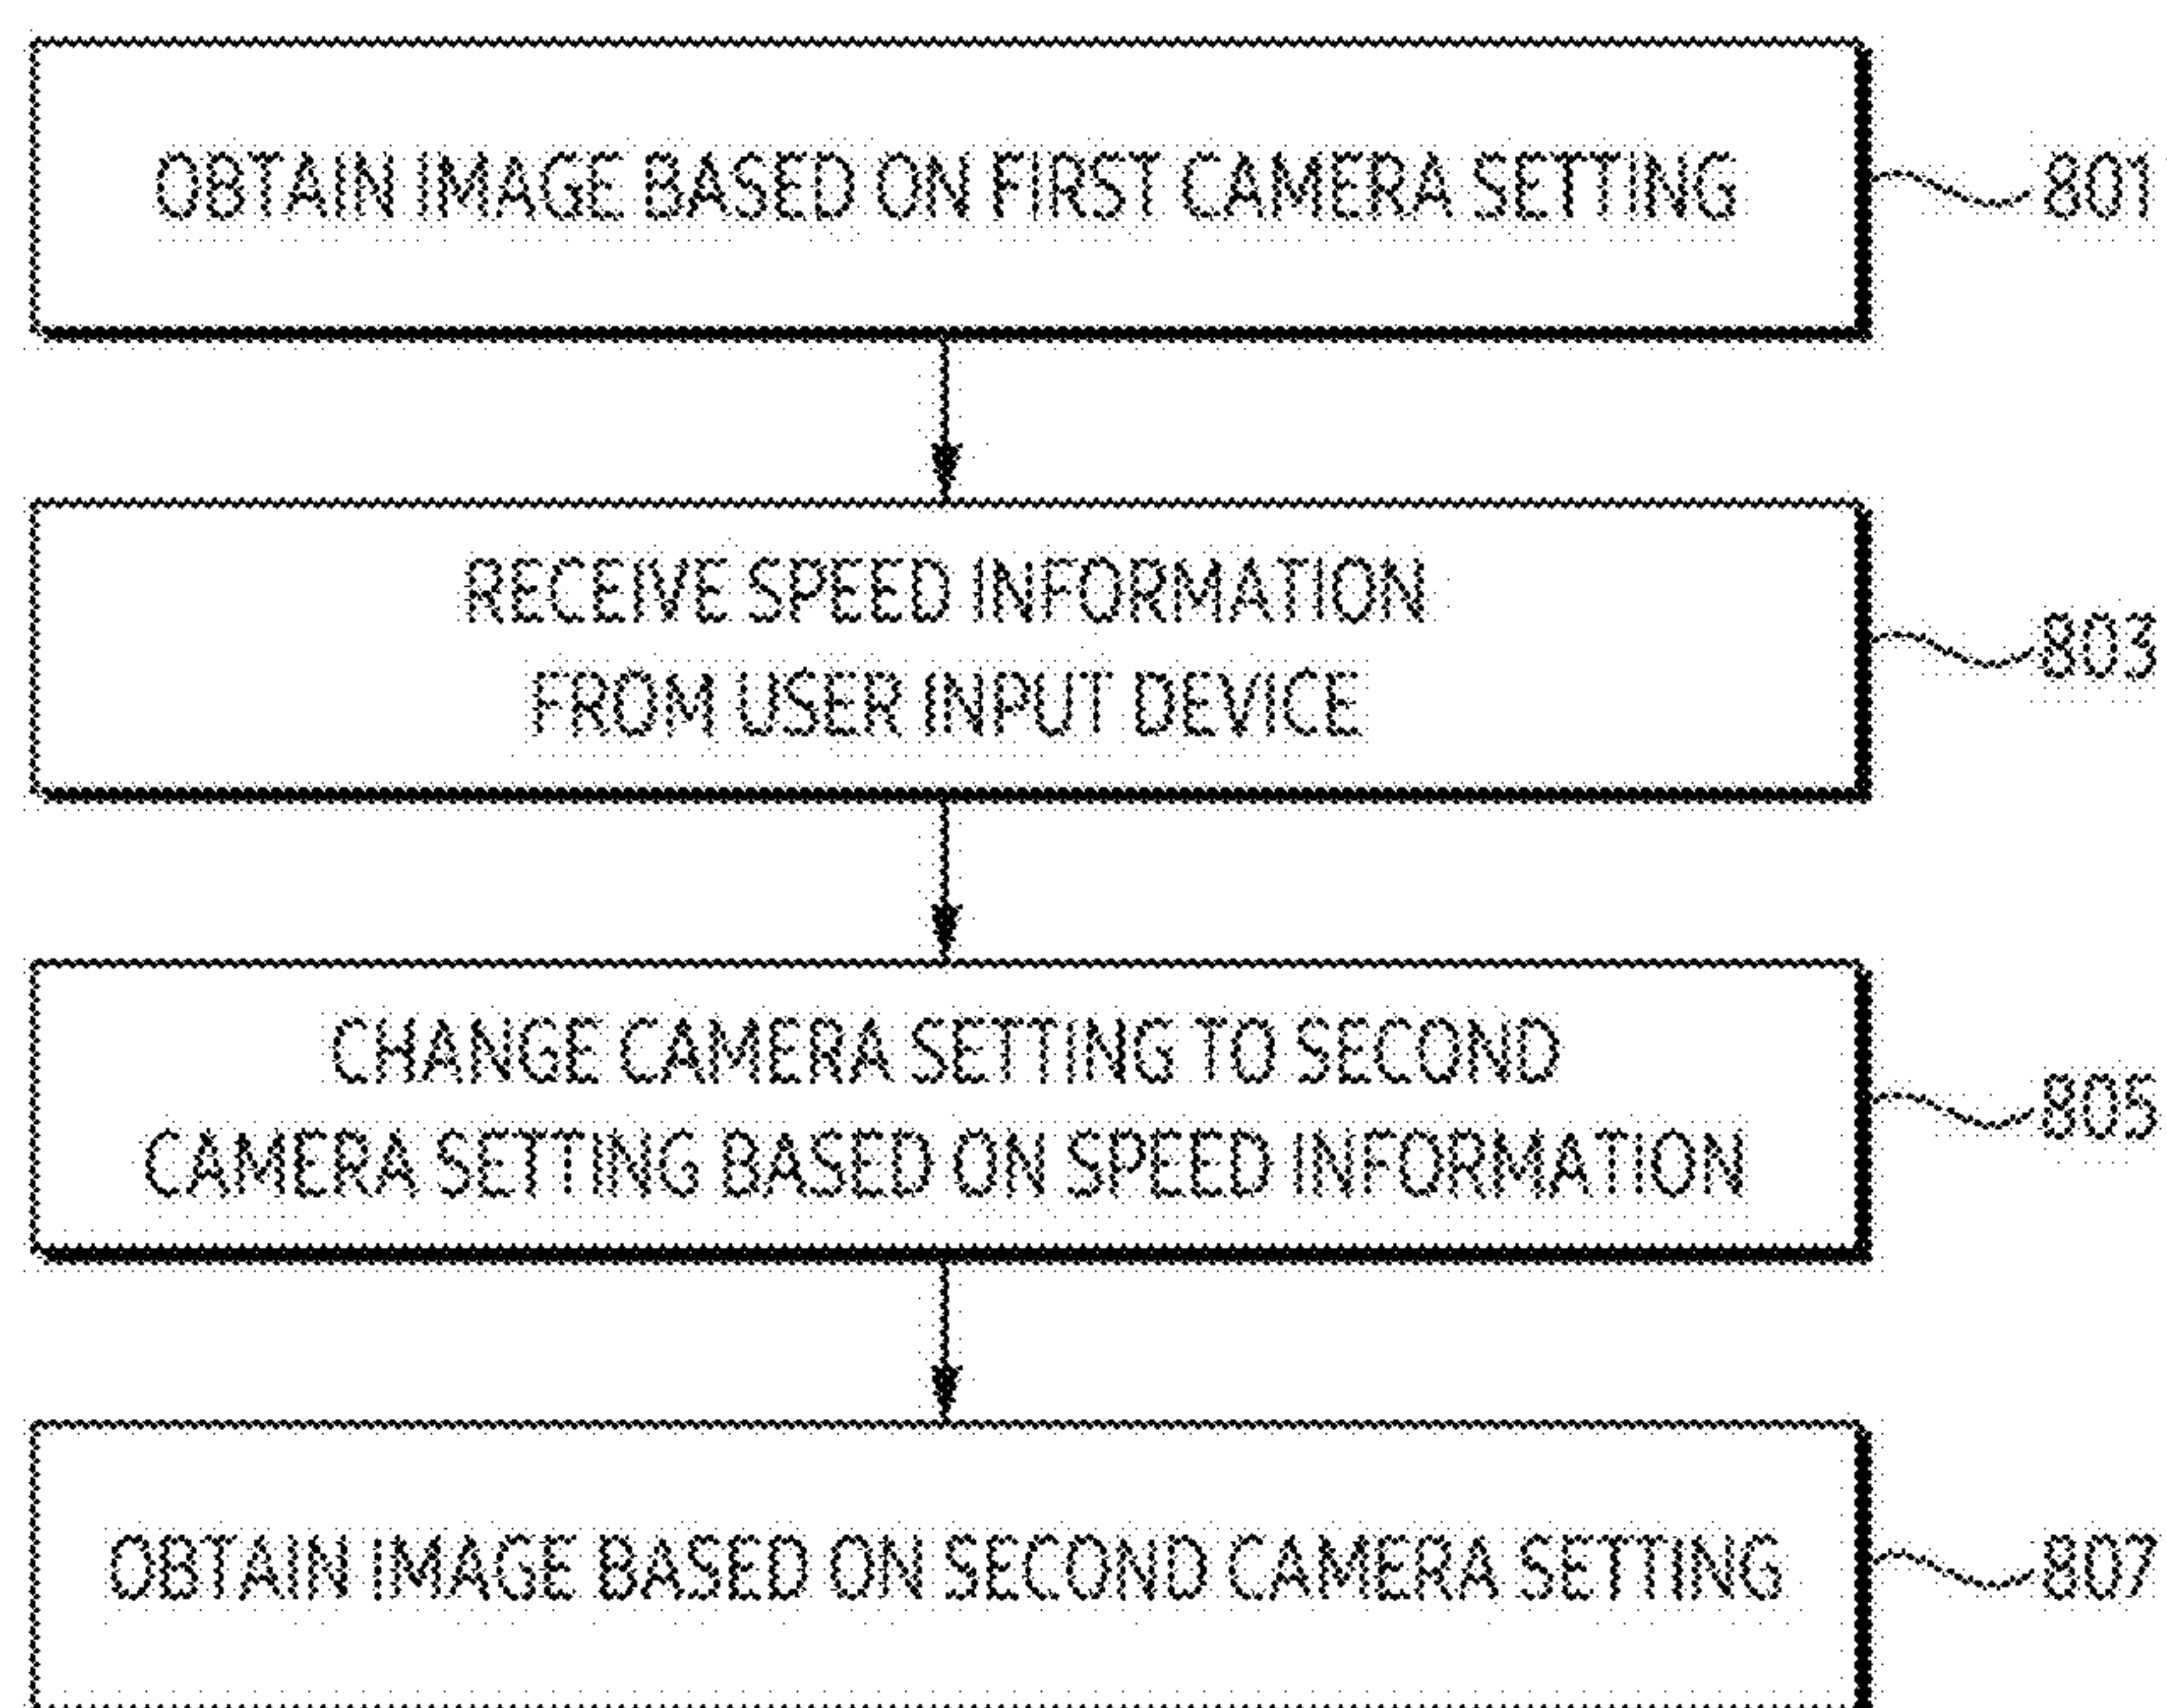 OBTAIN IMAGE BASED ON FIRST CAMERA SETTING
801
RECEIVE SPEED INFORMATION
FROM USER INPUT DEVICE
803
CHANGE CAMERA SETTING TO SECOND
CAMERA SETTING BASED ON SPEED INFORMATION
805
OBTAIN IMAGE BASED ON SECOND CAMERA SETTING
807